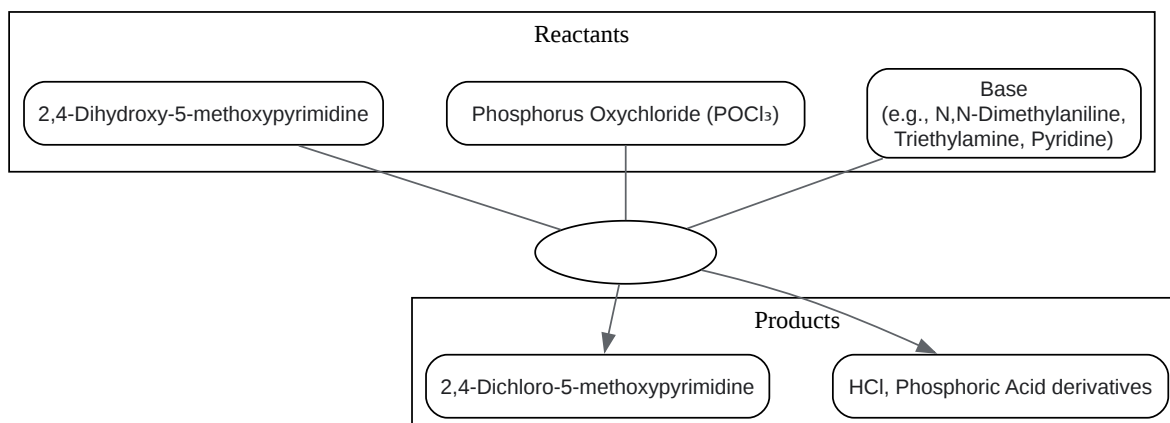 Reactants
2,4-Dihydroxy-5-methoxypyrimidine
Phosphorus Oxychloride (POCl₃)
Base
(e.g., N,N-Dimethylaniline,
Triethylamine, Pyridine)
Products
2,4-Dichloro-5-methoxypyrimidine
HCl, Phosphoric Acid derivatives